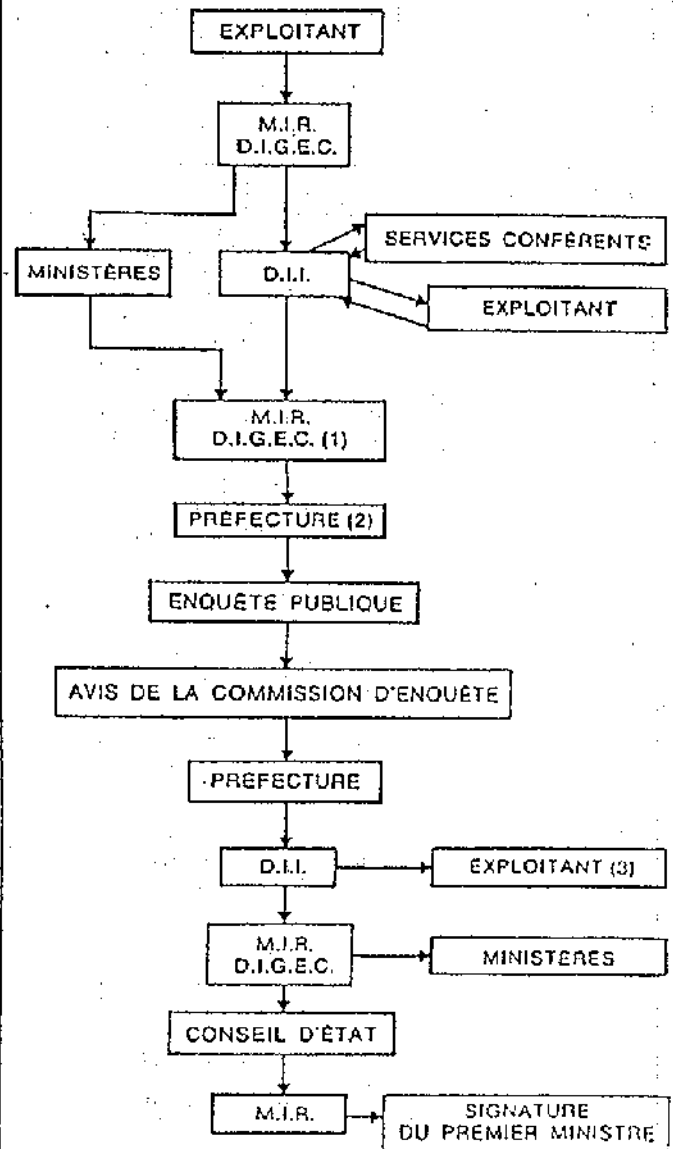 EXPLOITANT
M.I.R.
D.I.G.E.C.
SERVICES CONFÉRENTS
MINISTÈRES
D.I.I.
EXPLOITANT
M.I.R.
D.I.G.E.C. (1)
PRÉFECTURE (2)
ENQUÊTE PUBLIQUE
AVIS DE LA COMMISSION D'ENQUÊTE
PRÉFECTURE
D.I.I.
EXPLOITANT (3)
M.I.R.
D.I.G.E.C.
MINISTÈRES
CONSEIL D'ÉTAT
M.I.R.
SIGNATURE
DU PREMIER MINISTRE